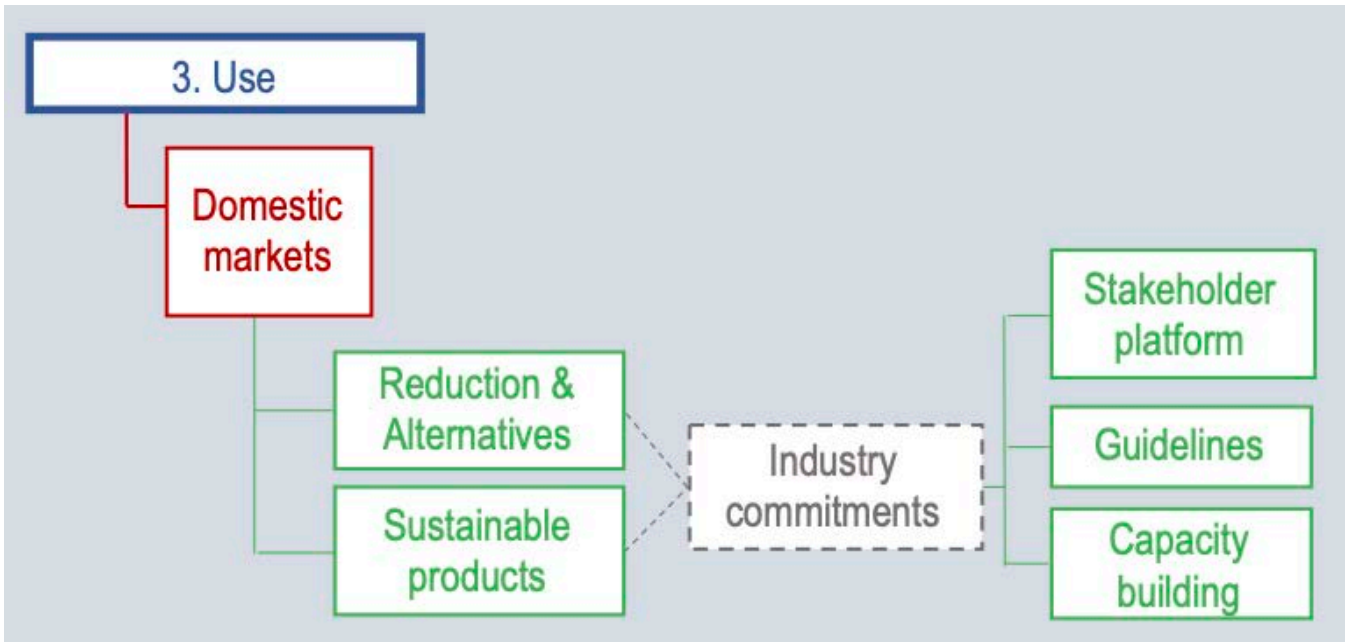 3. Use
Domestic
markets
Reduction &
Alternatives
Sustainable
products
Industry
commitments
Stakeholder
platform
Guidelines
Capacity
building